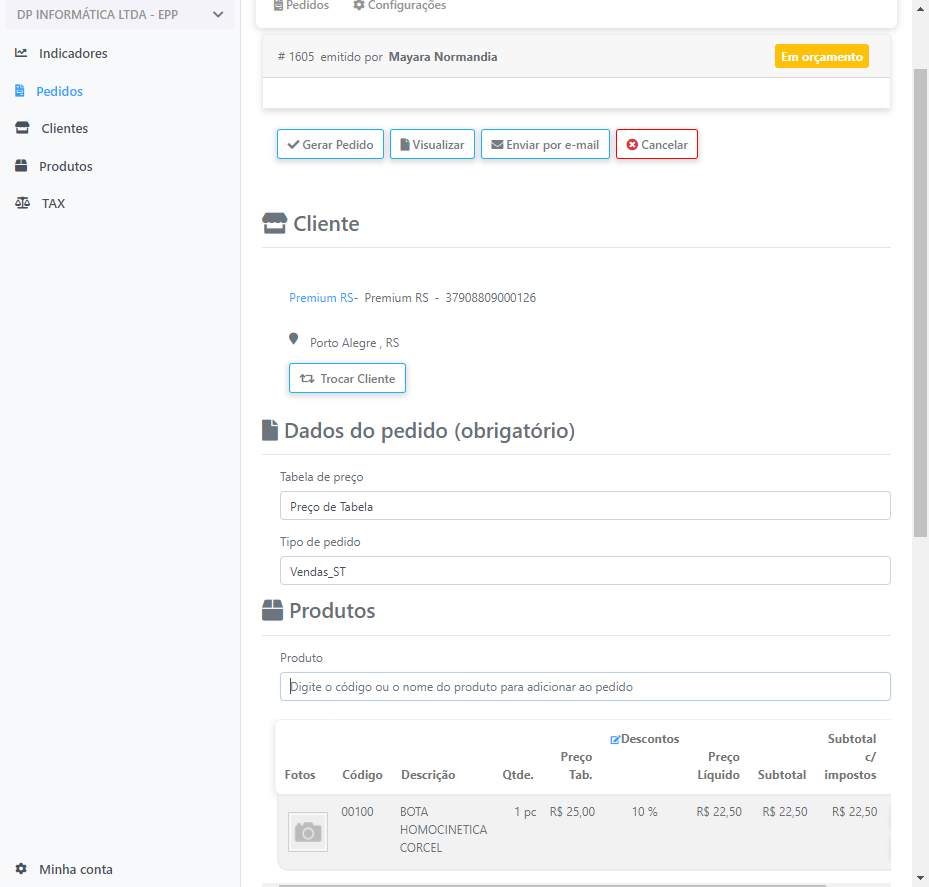 DP INFORMÁTICA LTDA - EPP
Indicadores
Pedidos
Clientes
Produtos
TAX
Minha conta
Pedidos Configurações
# 1605 emitido por Mayara Normandia
Em orçamento
Gerar Pedido Visualizar Enviar por e-mail Cancelar
Cliente
Premium RS- Premium RS - 37908809000126
Porto Alegre , RS
Trocar Cliente
Dados do pedido (obrigatório)
Tabela de preço
Preço de Tabela
Tipo de pedido
Vendas_ST
Produtos
Produto
Digite o código ou o nome do produto para adicionar ao pedido
Fotos Código Descrição Qtde. Preço Tab. Descontos Preço Líquido Subtotal Subtotal c/ impostos
00100 BOTA HOMOCINETICA CORCEL 1 pc R$ 25,00 10 % R$ 22,50 R$ 22,50 R$ 22,50